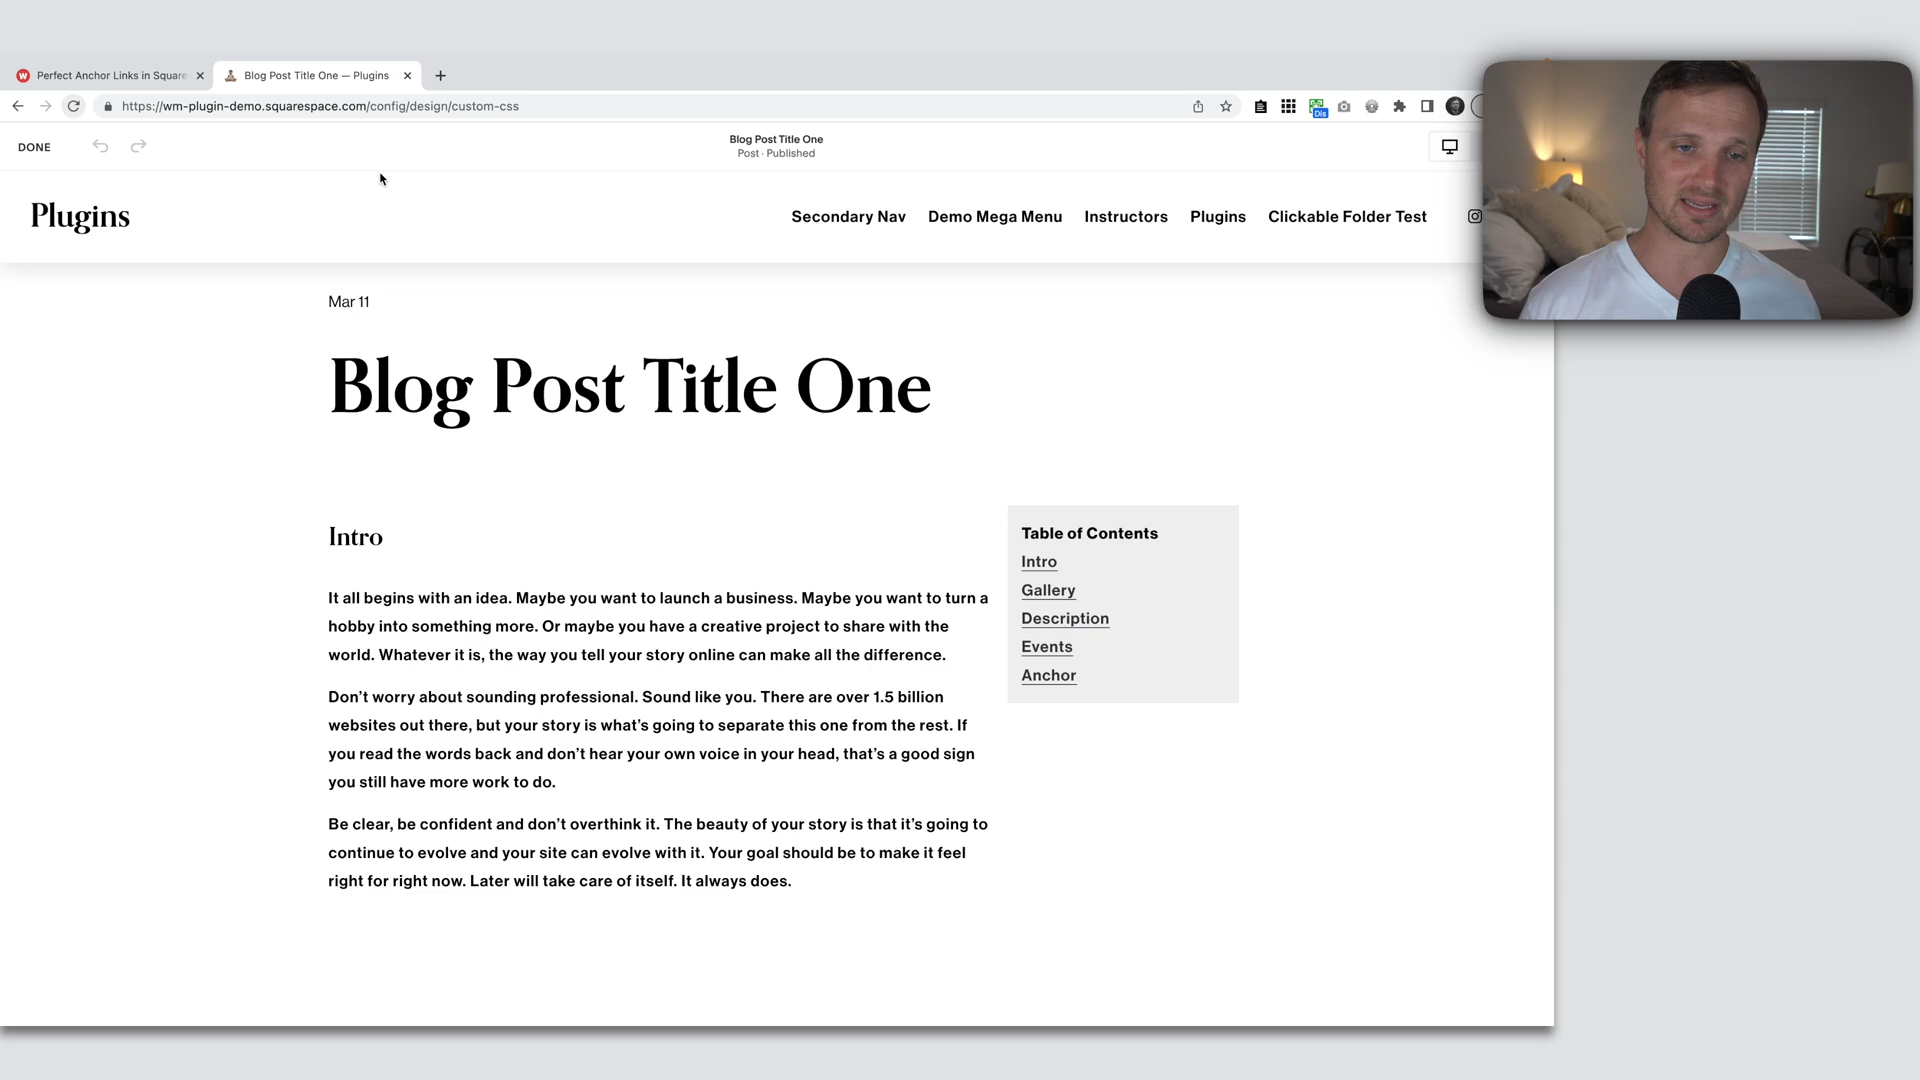 Perfect Anchor Links in Square
Blog Post Title One — Plugins
https://wm-plugin-demo.squarespace.com/config/design/custom-css
Dis
DONE
Blog Post Title One
Post · Published
Plugins
Secondary Nav
Demo Mega Menu
Instructors
Plugins
Clickable Folder Test
Mar 11
Blog Post Title One
Intro
It all begins with an idea. Maybe you want to launch a business. Maybe you want to turn a
hobby into something more. Or maybe you have a creative project to share with the
world. Whatever it is, the way you tell your story online can make all the difference.
Don’t worry about sounding professional. Sound like you. There are over 1.5 billion
websites out there, but your story is what’s going to separate this one from the rest. If
you read the words back and don’t hear your own voice in your head, that’s a good sign
you still have more work to do.
Be clear, be confident and don’t overthink it. The beauty of your story is that it’s going to
continue to evolve and your site can evolve with it. Your goal should be to make it feel
right for right now. Later will take care of itself. It always does.
Table of Contents
Intro
Gallery
Description
Events
Anchor